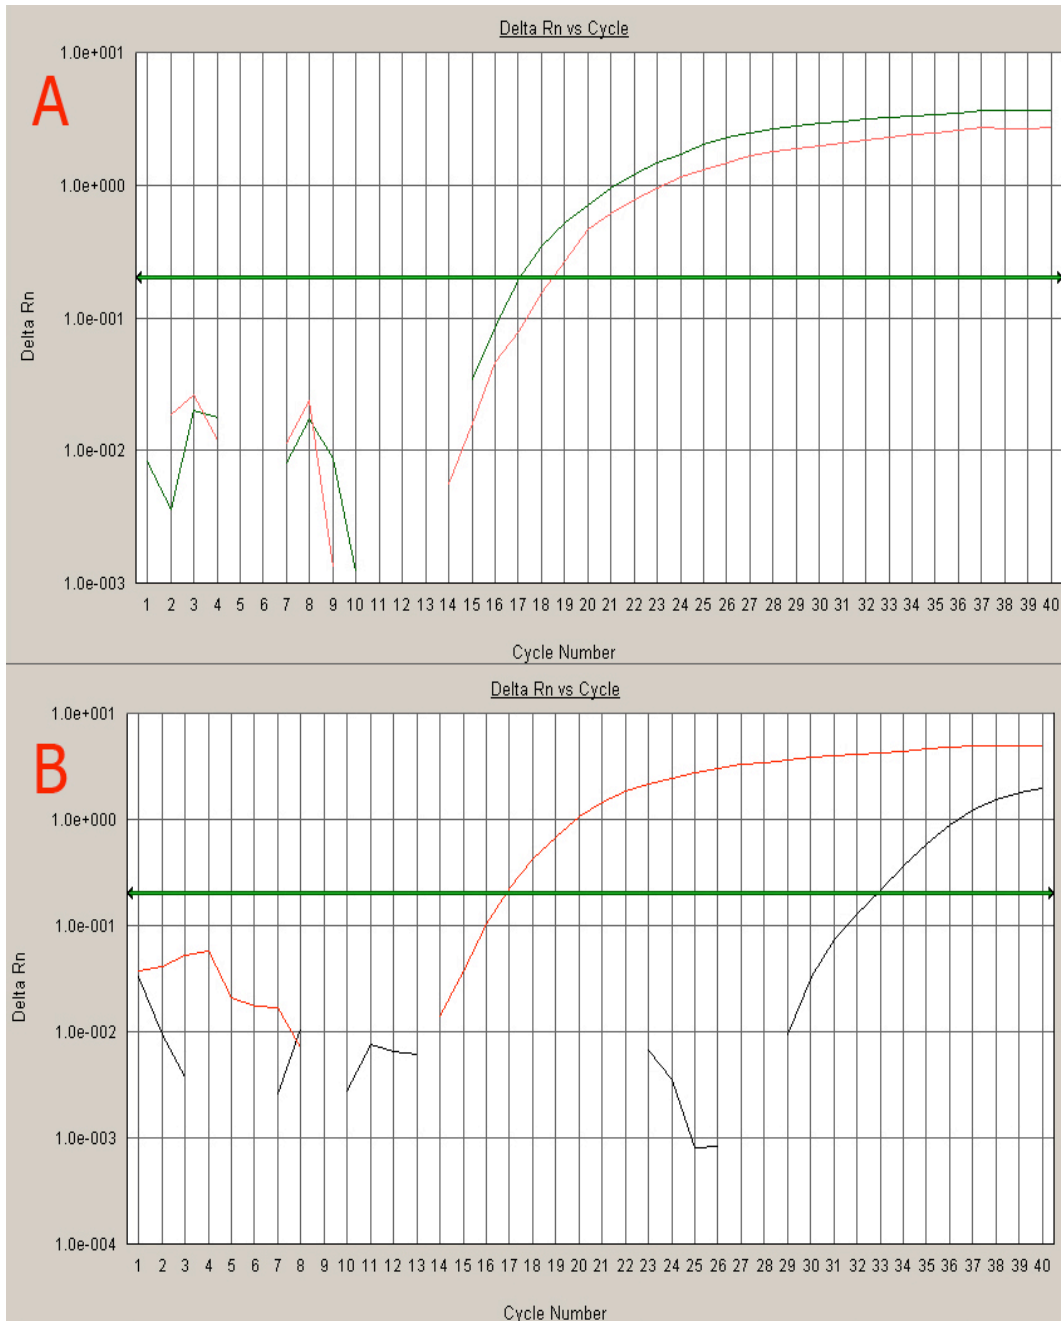 Delta Rn vs Cycle
A
1.0e+001
1.0e+000
1.0e-001
1.0e-002
1.0e-003
Delta Rn
1 2 3 4 5 6 7 8 9 10 11 12 13 14 15 16 17 18 19 20 21 22 23 24 25 26 27 28 29 30 31 32 33 34 35 36 37 38 39 40
Cycle Number
Delta Rn vs Cycle
B
1.0e+001
1.0e+000
1.0e-001
1.0e-002
1.0e-003
1.0e-004
Delta Rn
1 2 3 4 5 6 7 8 9 10 11 12 13 14 15 16 17 18 19 20 21 22 23 24 25 26 27 28 29 30 31 32 33 34 35 36 37 38 39 40
Cycle Number